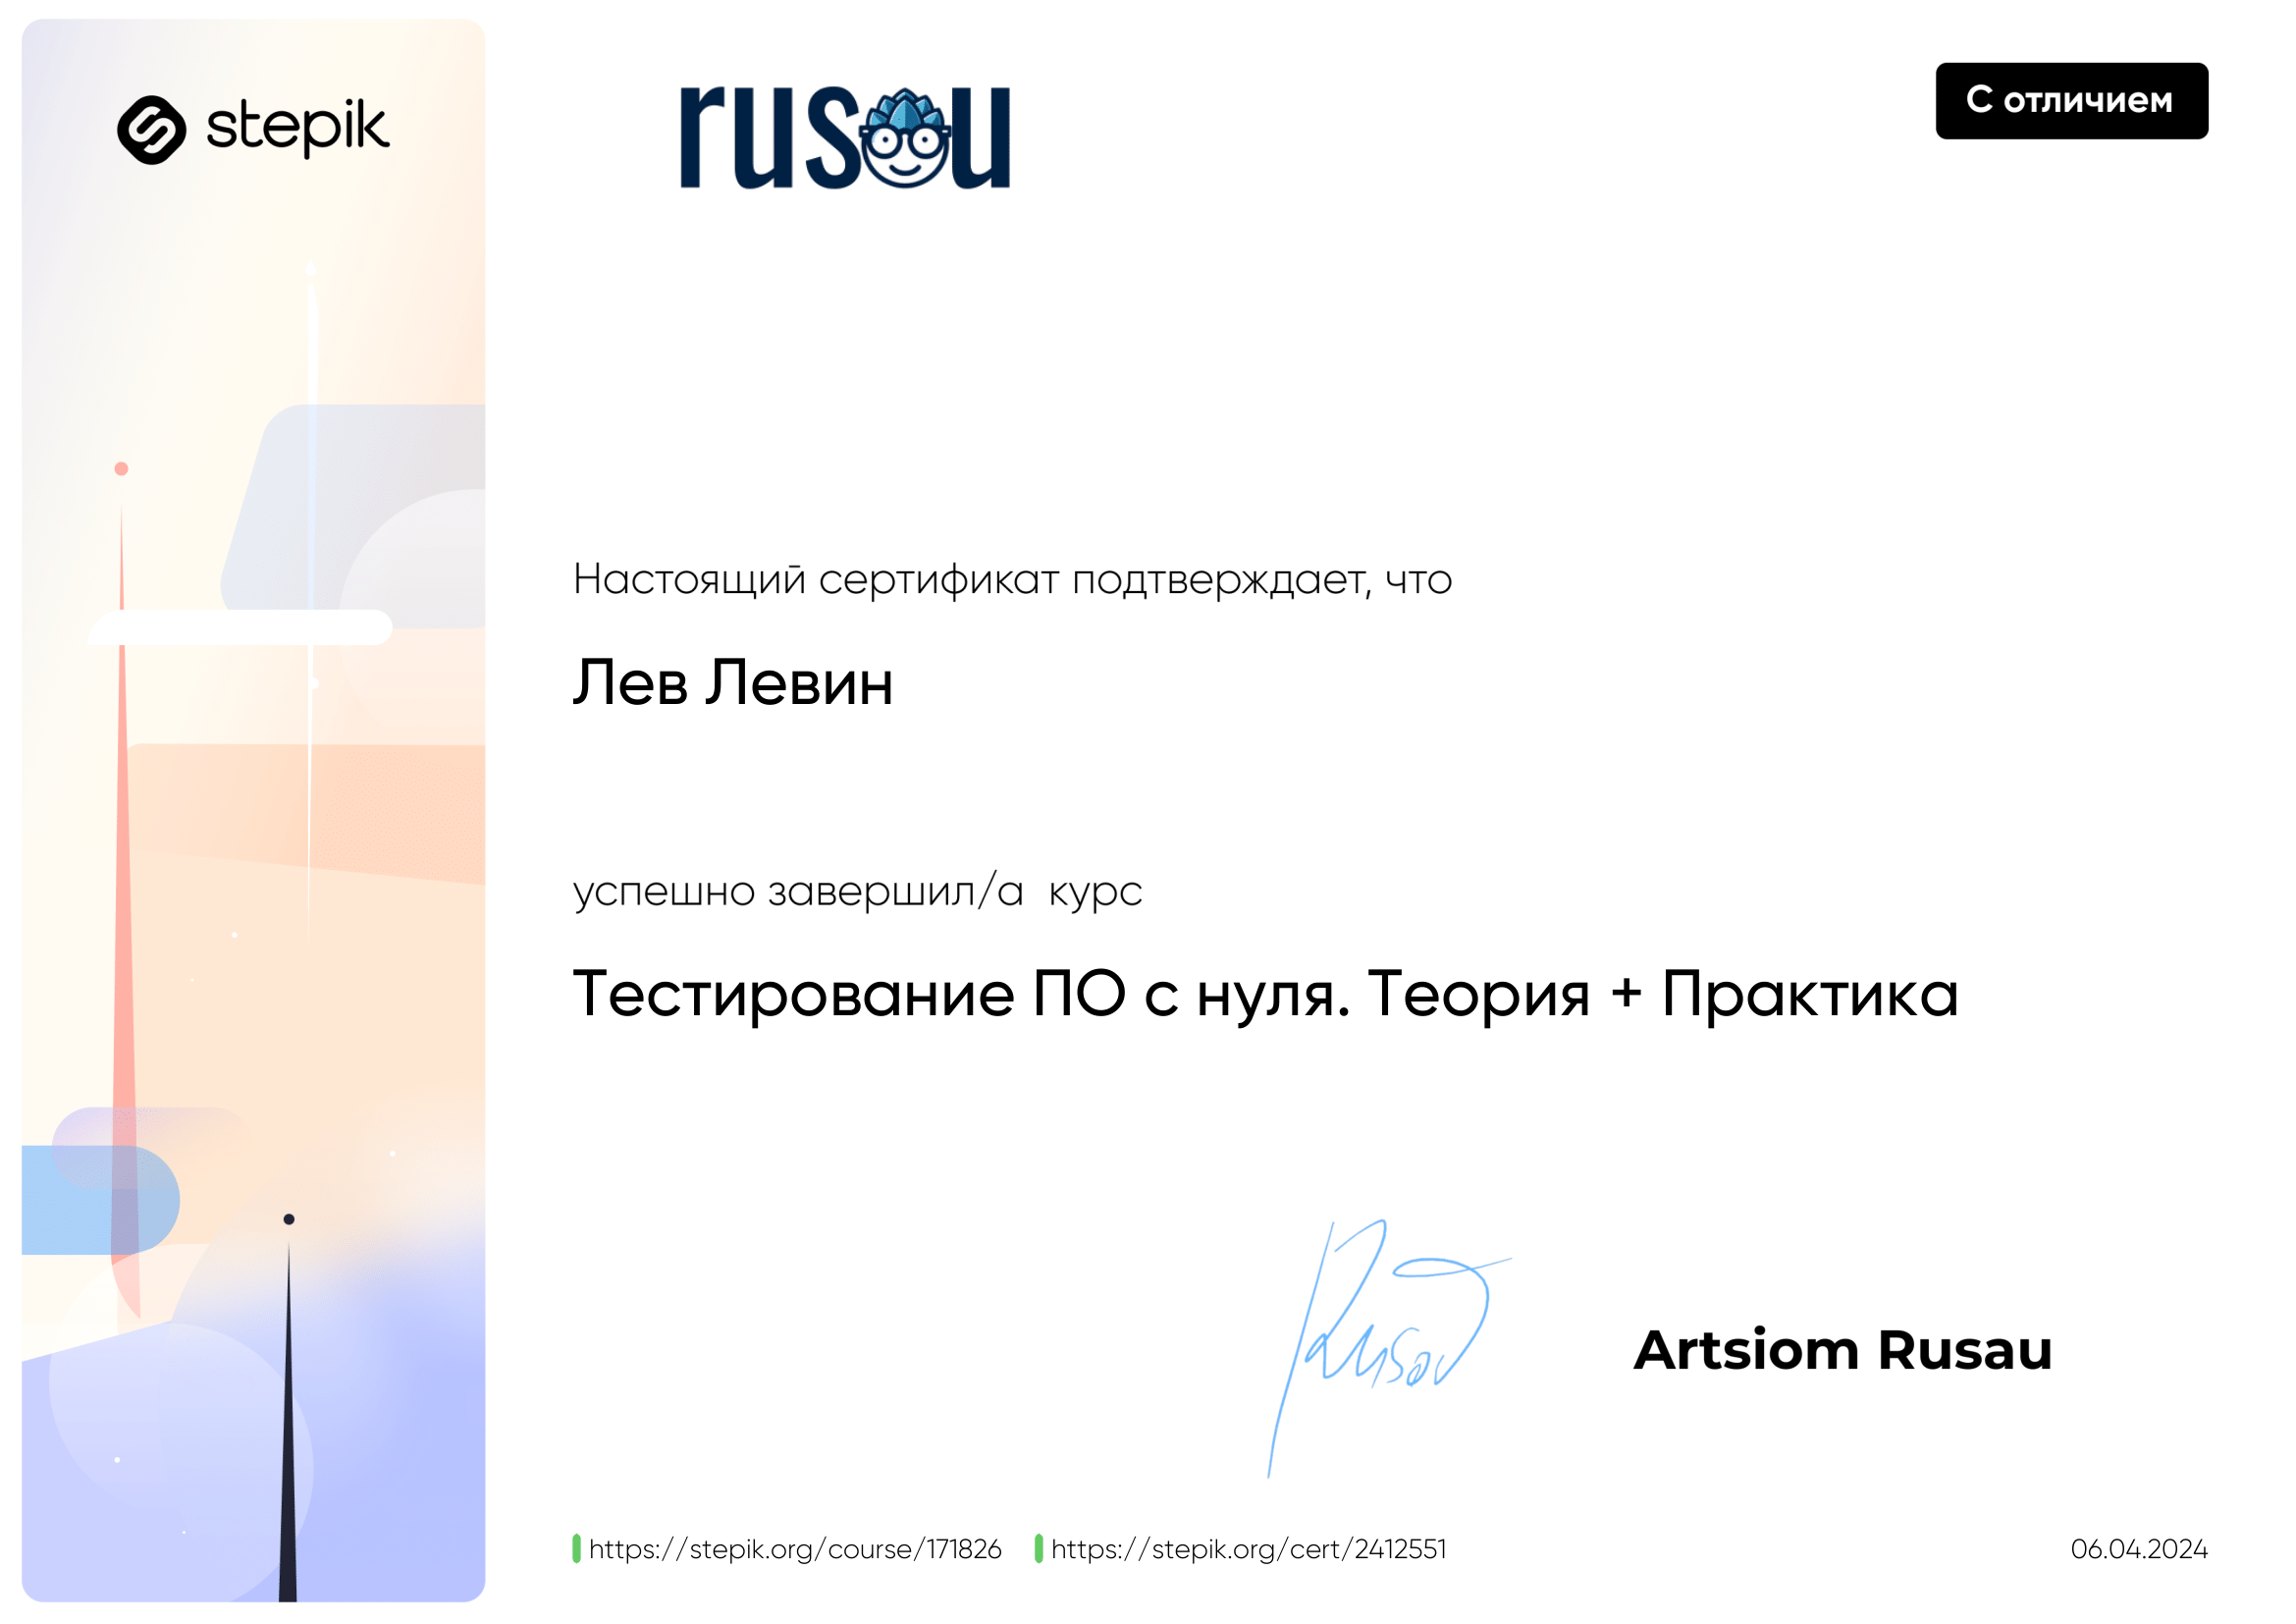 stepik
rusou
С отличием
Настоящий сертификат подтверждает, что
Лев Левин
успешно завершил/а курс
Тестирование ПО с нуля. Теория + Практика
Rusau
Artsiom Rusau
https://stepik.org/course/171826 https://stepik.org/cert/2412551 06.04.2024